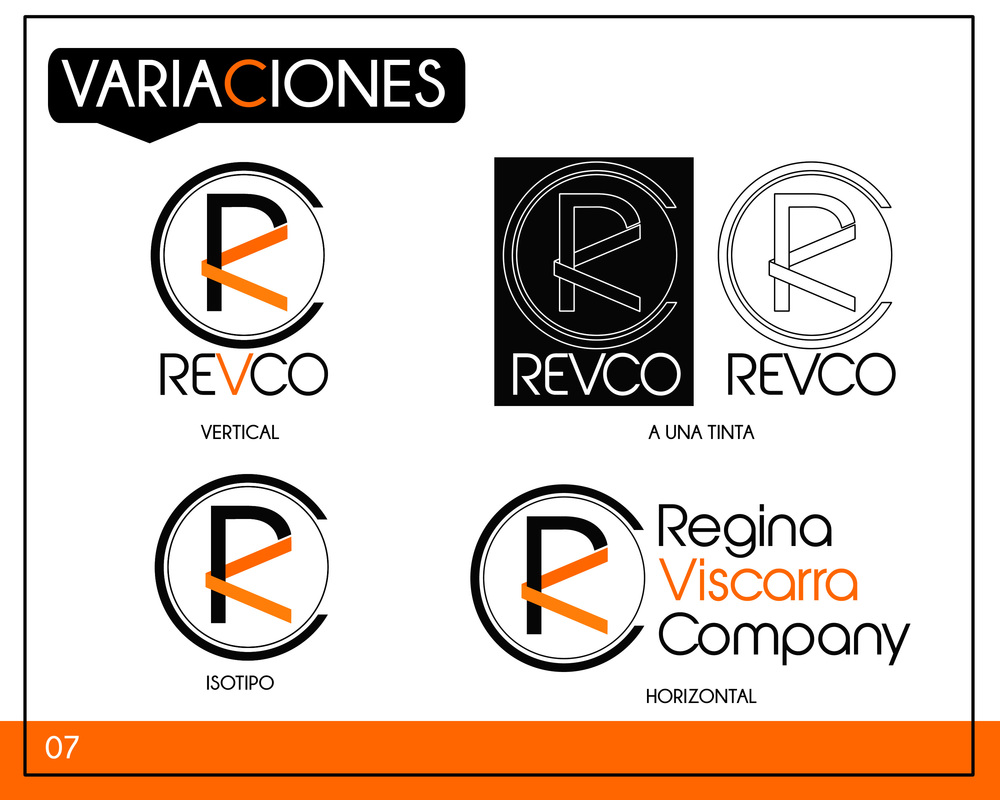 VARIACIONES
REVCO
VERTICAL
REVCO
REVCO
A UNA TINTA
ISOTIPO
Regina
Viscarra
Company
HORIZONTAL
07